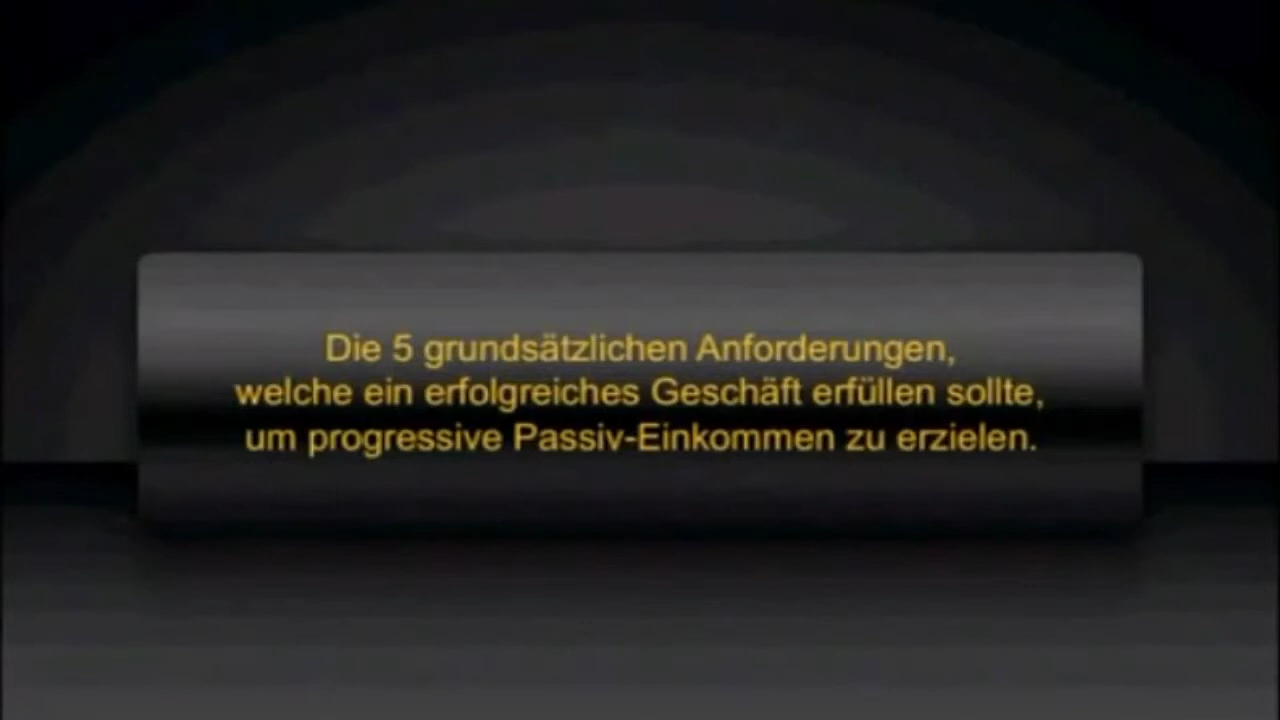 Die 5 grundsätzlichen Anforderungen,
welche ein erfolgreiches Geschäft erfüllen sollte,
um progressive Passiv-Einkommen zu erzielen.